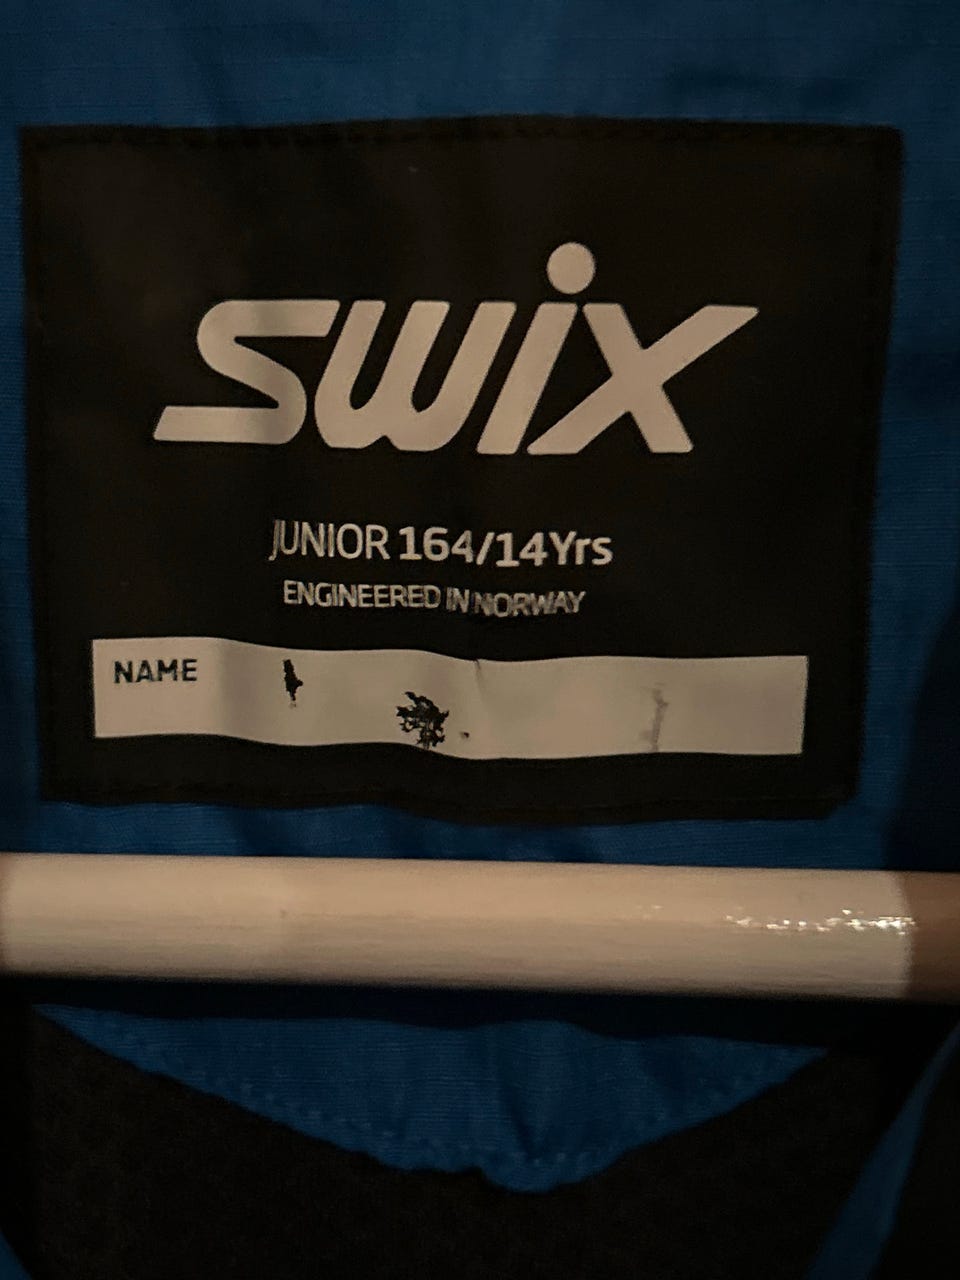 swix
JUNIOR 164/14Yrs
ENGINEERED IN NORWAY
NAME